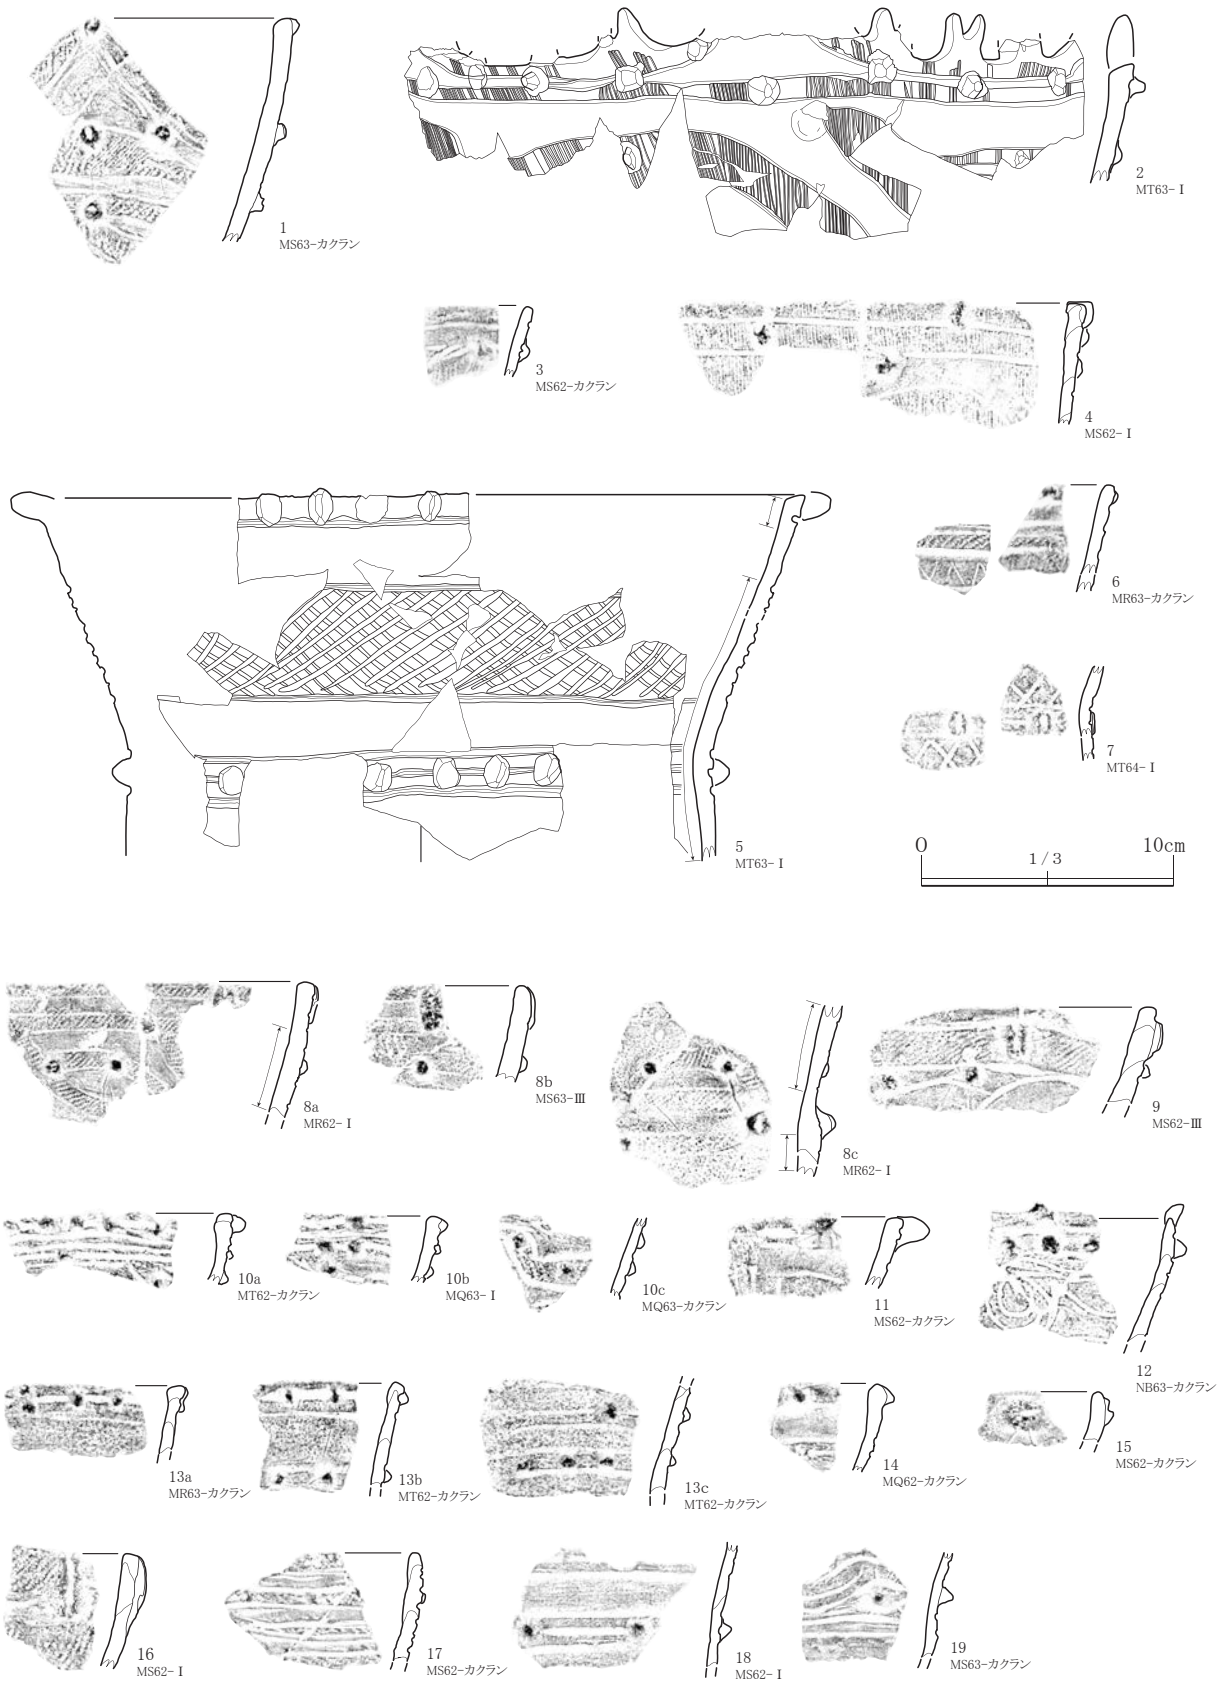 1
MS63-カクラン
2
MT63-Ⅰ
3
MS62-カクラン
4
MS62-Ⅰ
5
MT63-Ⅰ
6
MR63-カクラン
7
MT64-Ⅰ
0 1/3 10cm
8a
MR62-Ⅰ
8b
MS63-Ⅲ
8c
MR62-Ⅰ
9
MS62-Ⅲ
10a
MT62-カクラン
10b
MQ63-Ⅰ
10c
MQ63-カクラン
11
MS62-カクラン
12
NB63-カクラン
13a
MR63-カクラン
13b
MT62-カクラン
13c
MT62-カクラン
14
MQ62-カクラン
15
MS62-カクラン
16
MS62-Ⅰ
17
MS62-カクラン
18
MS62-Ⅰ
19
MS63-カクラン